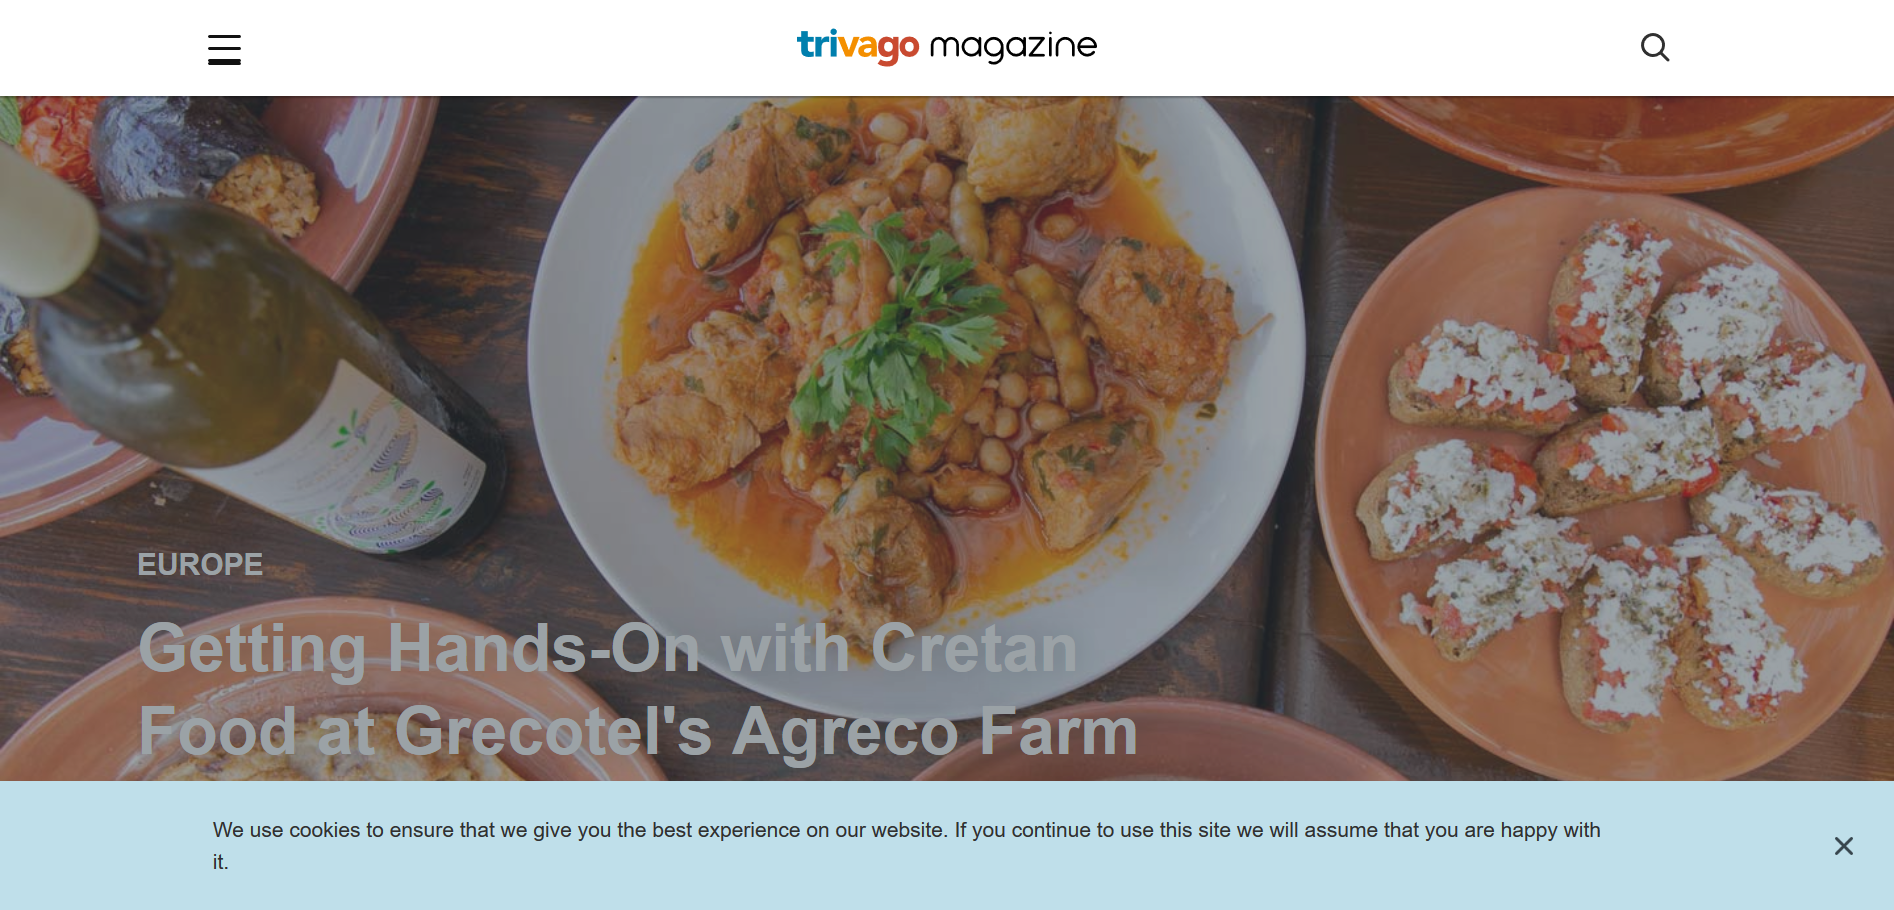 trivago magazine
EUROPE
Getting Hands-On with Cretan
Food at Grecotel's Agreco Farm
We use cookies to ensure that we give you the best experience on our website. If you continue to use this site we will assume that you are happy with
it.